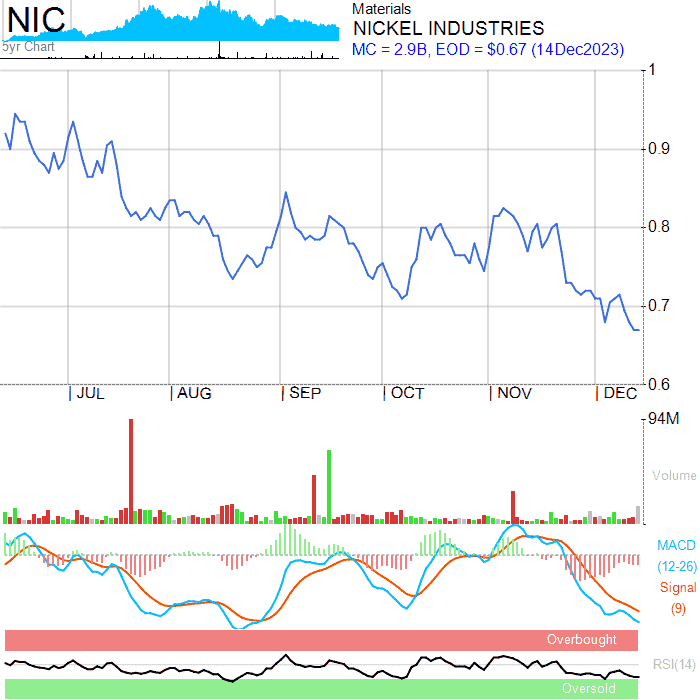 NIC
5yr Chart
Materials
NICKEL INDUSTRIES
MC = 2.9B, EOD = $0.67 (14Dec2023)
1
0.9
0.8
0.7
0.6
JUL
AUG
SEP
OCT
NOV
DEC
94M
Volume
MACD
(12-26)
Signal
(9)
Overbought
RSI(14)
Oversold